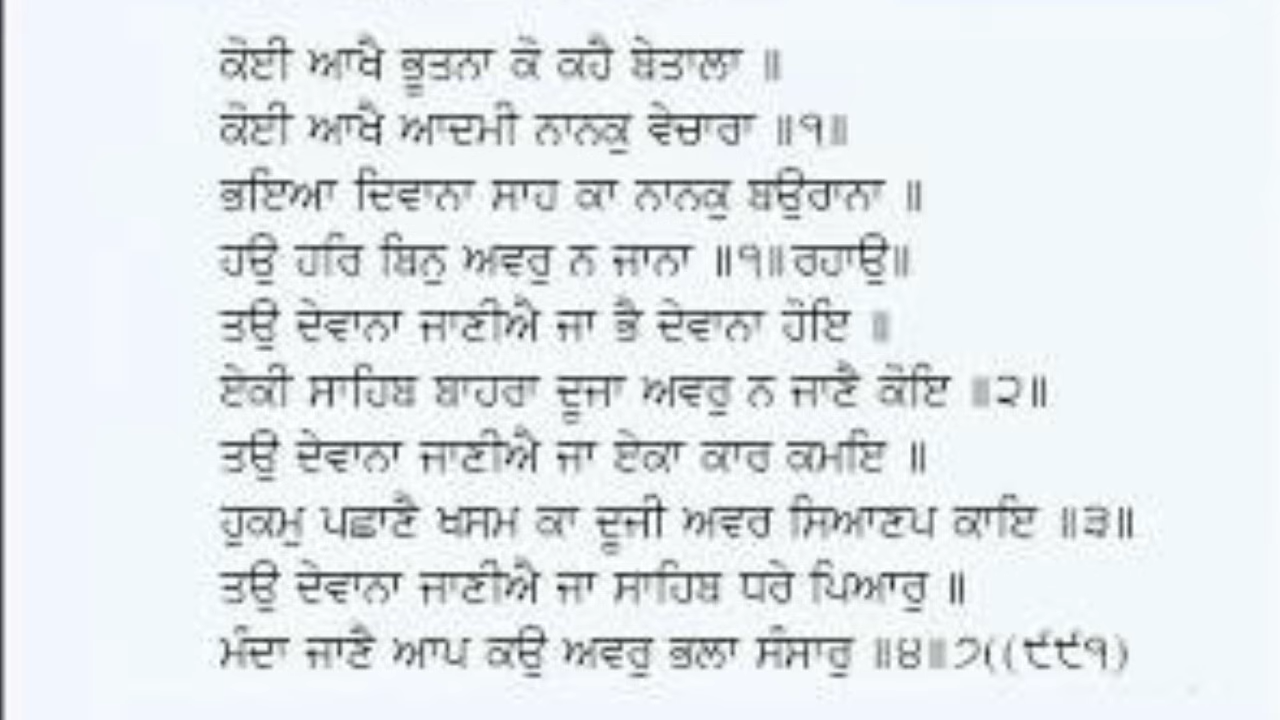 ਕੋਈ ਆਖੈ ਭੂਤਨਾ ਕੋ ਕਹੈ ਬੇਤਾਲਾ ॥
ਕੋਈ ਆਖੈ ਆਦਮੀ ਨਾਨਕੁ ਵੇਚਾਰਾ ॥੧॥
ਭਇਆ ਦਿਵਾਨਾ ਸਾਹ ਕਾ ਨਾਨਕੁ ਬਉਰਾਨਾ ॥
ਹਉ ਹਰਿ ਬਿਨੁ ਅਵਰੁ ਨ ਜਾਨਾ ॥੧॥ਰਹਾਉ॥
ਤਉ ਦੇਵਾਨਾ ਜਾਣੀਐ ਜਾ ਭੈ ਦੇਵਾਨਾ ਹੋਇ ॥
ਏਕੀ ਸਾਹਿਬ ਬਾਹਰਾ ਦੂਜਾ ਅਵਰੁ ਨ ਜਾਣੈ ਕੋਇ ॥੨॥
ਤਉ ਦੇਵਾਨਾ ਜਾਣੀਐ ਜਾ ਏਕਾ ਕਾਰ ਕਮਇ ॥
ਹੁਕਮੁ ਪਛਾਣੈ ਖਸਮ ਕਾ ਦੂਜੀ ਅਵਰ ਸਿਆਣਪ ਕਾਇ ॥੩॥
ਤਉ ਦੇਵਾਨਾ ਜਾਣੀਐ ਜਾ ਸਾਹਿਬ ਧਰੇ ਪਿਆਰੁ ॥
ਮੰਦਾ ਜਾਣੈ ਆਪ ਕਉ ਅਵਰੁ ਭਲਾ ਸੰਸਾਰੁ ॥੪॥੭((੯੯੧)